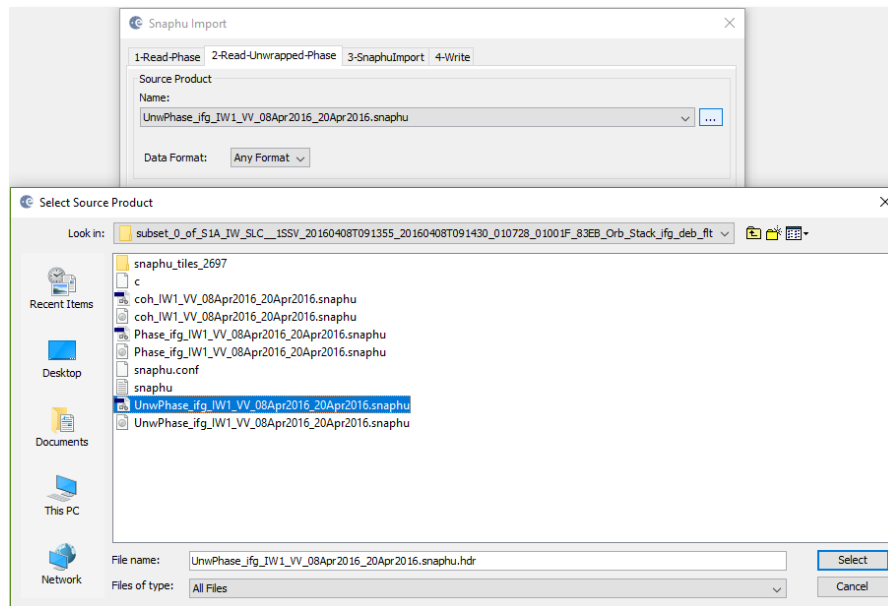 Snaphu Import
1-Read-Phase 2-Read-Unwrapped-Phase 3-SnaphuImport 4-Write
Source Product
Name:
UnwPhase_ifg_IW1_VV_08Apr2016_20Apr2016.snaphu
...
Data Format: Any Format
Select Source Product
Look in: subset_0_of_S1A_IW_SLC__1SSV_20160408T091355_20160408T091430_010728_01001F_83EB_Orb_Stack_ifg_deb_flt
Recent Items
Desktop
Documents
This PC
Network
snaphu_tiles_2697
c
coh_IW1_VV_08Apr2016_20Apr2016.snaphu
coh_IW1_VV_08Apr2016_20Apr2016.snaphu
Phase_ifg_IW1_VV_08Apr2016_20Apr2016.snaphu
Phase_ifg_IW1_VV_08Apr2016_20Apr2016.snaphu
snaphu.conf
snaphu
UnwPhase_ifg_IW1_VV_08Apr2016_20Apr2016.snaphu
UnwPhase_ifg_IW1_VV_08Apr2016_20Apr2016.snaphu
File name: UnwPhase_ifg_IW1_VV_08Apr2016_20Apr2016.snaphu.hdr
Select
Files of type: All Files
Cancel